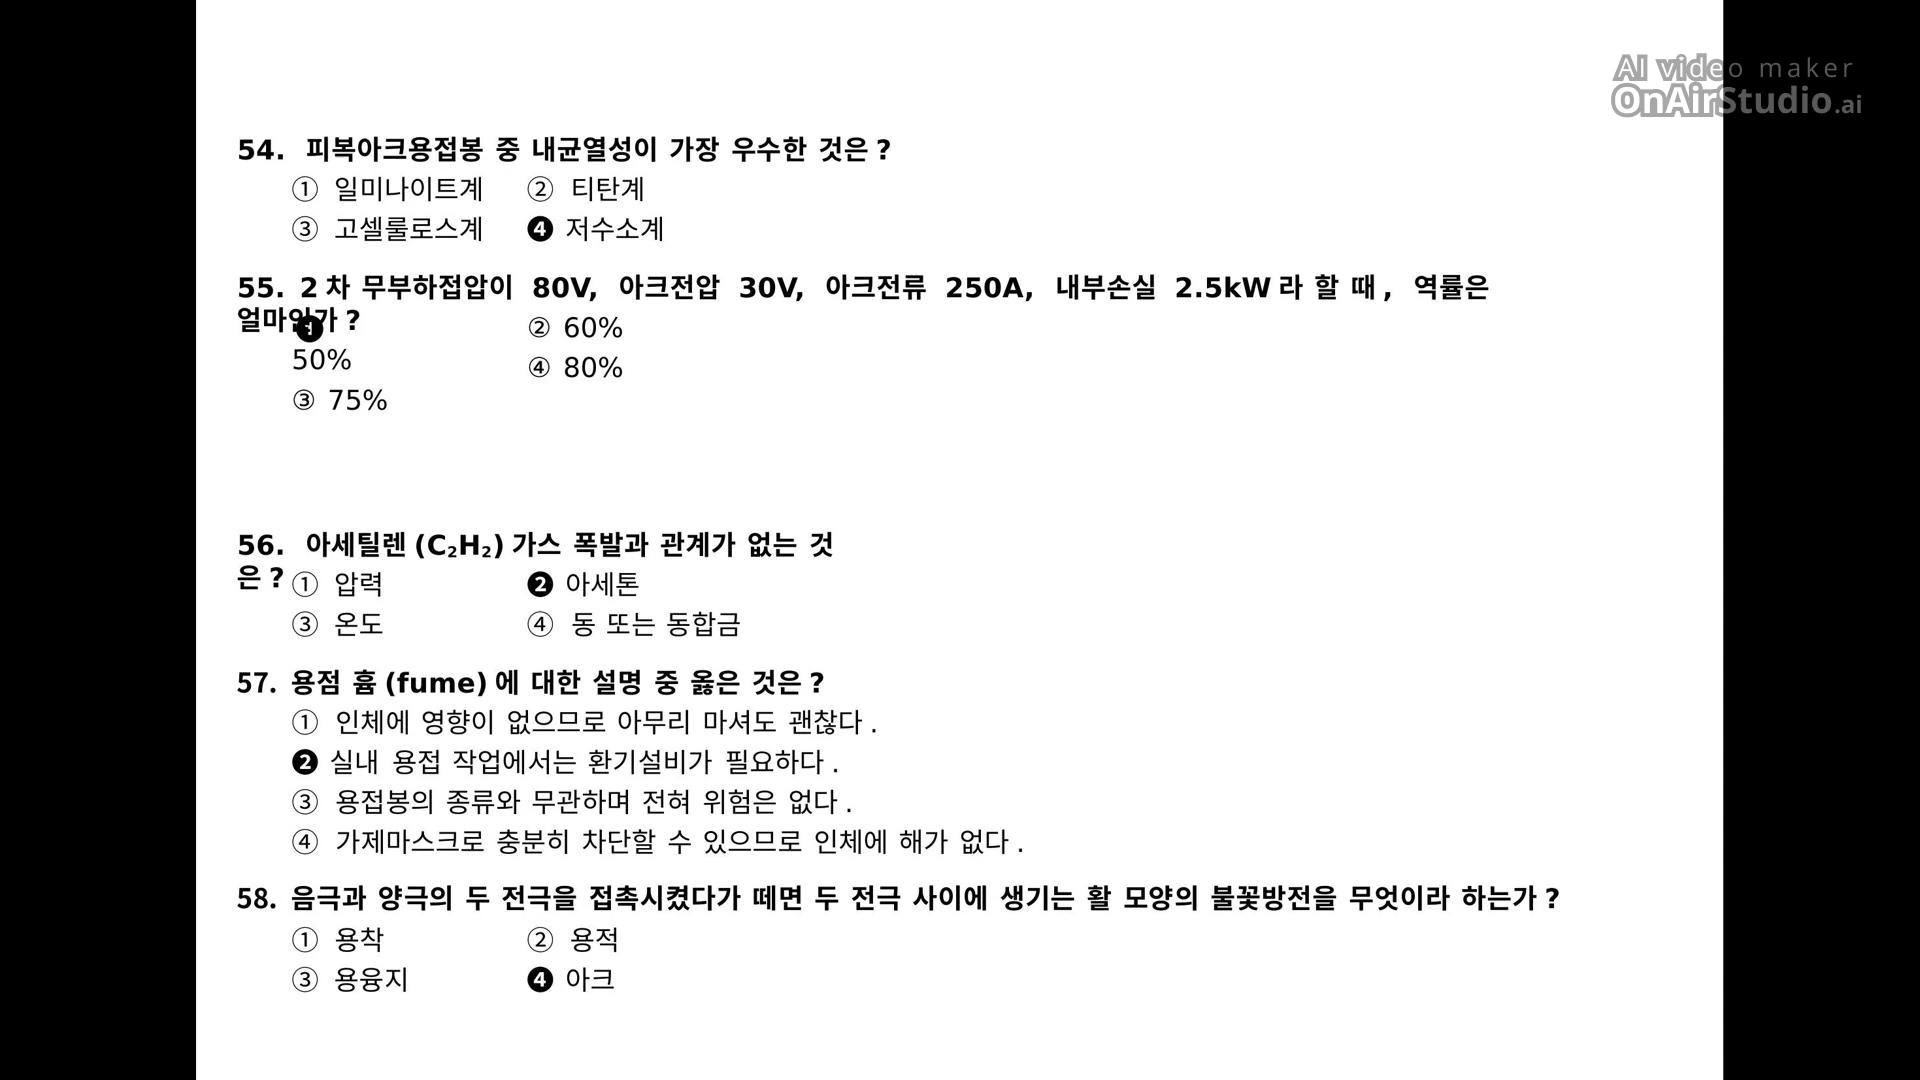 AI video maker
OnAirStudio.ai
54. 피복아크용접봉 중 내균열성이 가장 우수한 것은 ?
① 일미나이트계 ② 티탄계
③ 고셀룰로스계 ❹ 저수소계
55. 2 차 무부하접압이 80V, 아크전압 30V, 아크전류 250A, 내부손실 2.5kW 라 할 때 , 역률은
얼마인가 ?
❶ ② 60%
50%
④ 80%
③ 75%
56. 아세틸렌 (C₂H₂) 가스 폭발과 관계가 없는 것
은 ?
① 압력 ❷ 아세톤
③ 온도 ④ 동 또는 동합금
57. 용점 흄 (fume) 에 대한 설명 중 옳은 것은 ?
① 인체에 영향이 없으므로 아무리 마셔도 괜찮다 .
❷ 실내 용접 작업에서는 환기설비가 필요하다 .
③ 용접봉의 종류와 무관하며 전혀 위험은 없다 .
④ 가제마스크로 충분히 차단할 수 있으므로 인체에 해가 없다 .
58. 음극과 양극의 두 전극을 접촉시켰다가 떼면 두 전극 사이에 생기는 활 모양의 불꽃방전을 무엇이라 하는가 ?
① 용착 ② 용적
③ 용융지 ❹ 아크